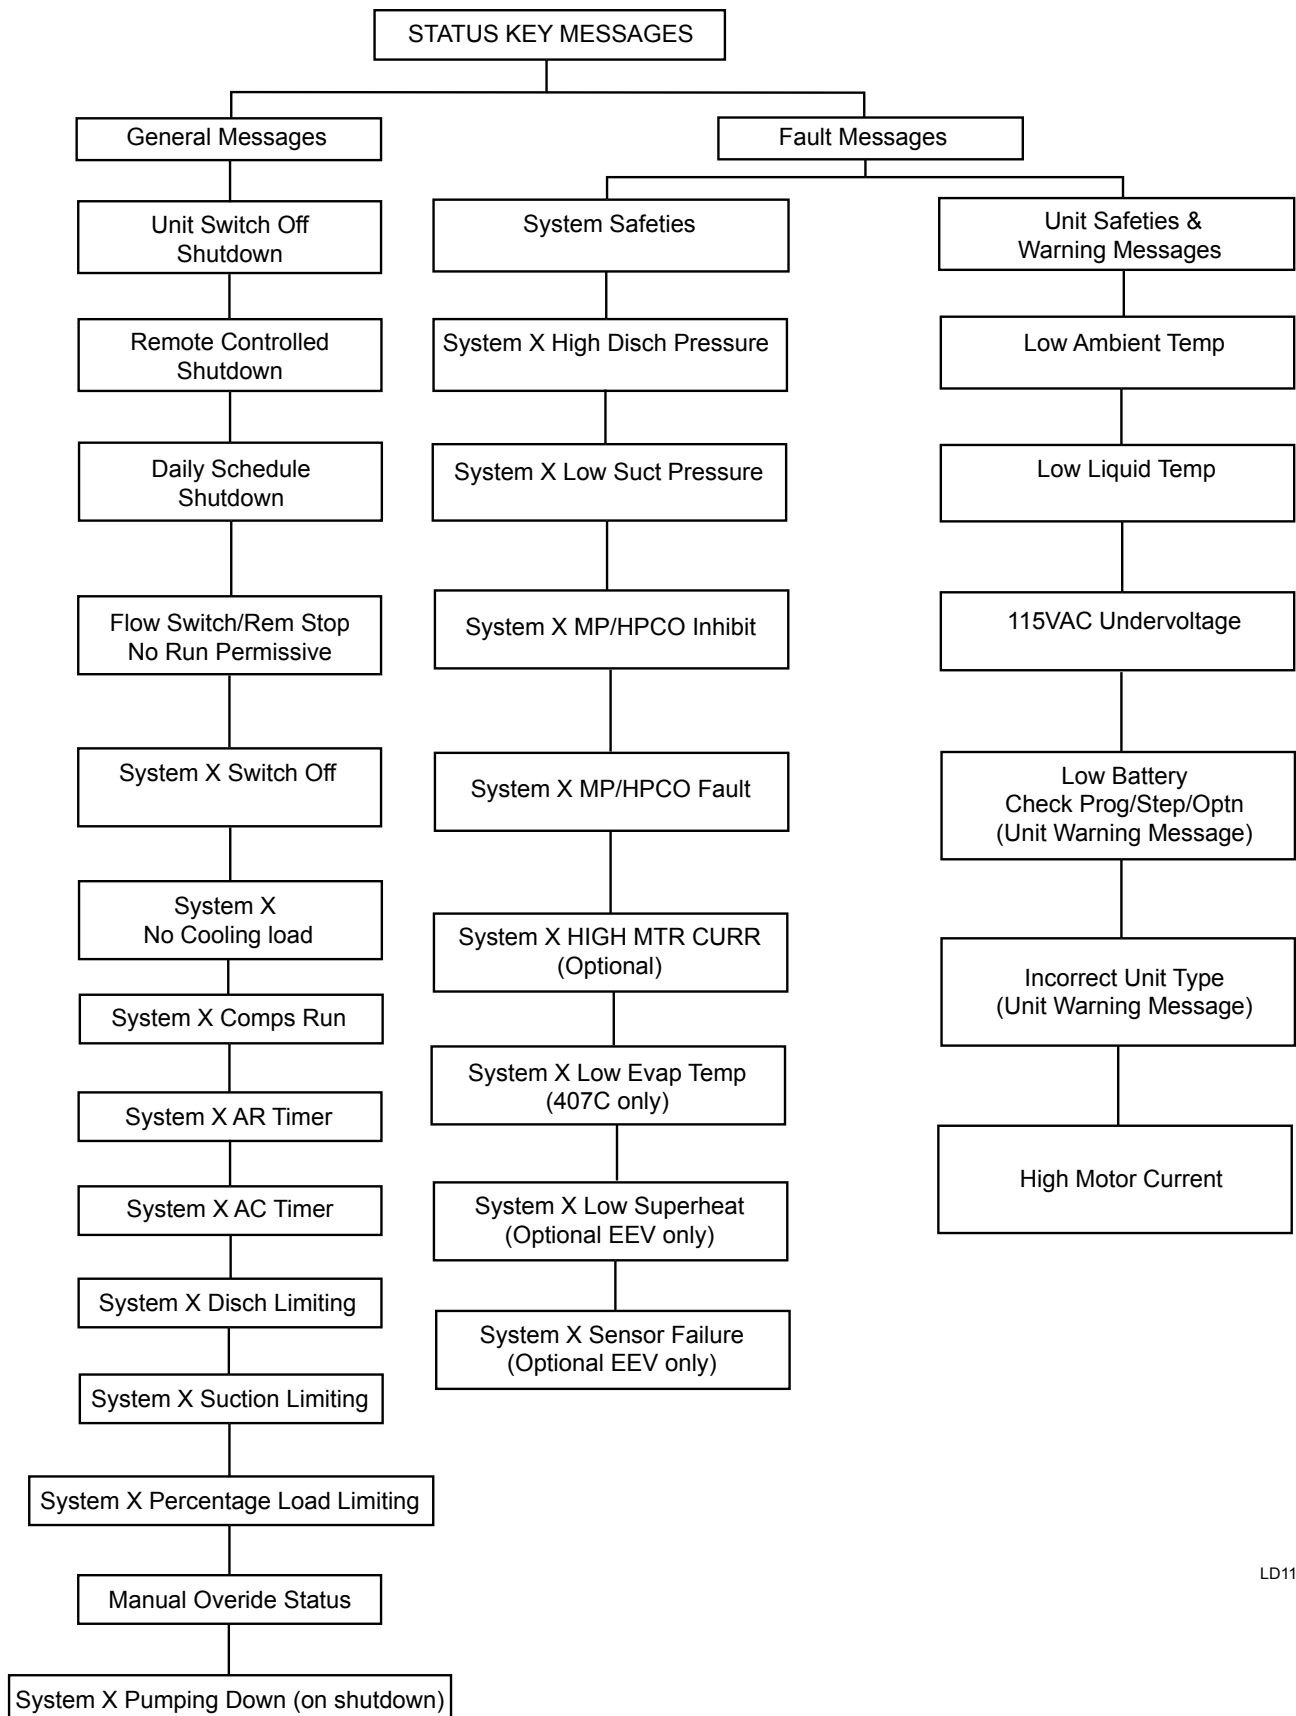 STATUS KEY MESSAGES
General Messages
Fault Messages
Unit Switch Off
Shutdown
Remote Controlled
Shutdown
Daily Schedule
Shutdown
Flow Switch/Rem Stop
No Run Permissive
System X Switch Off
System X
No Cooling load
System X Comps Run
System X AR Timer
System X AC Timer
System X Disch Limiting
System X Suction Limiting
System X Percentage Load Limiting
Manual Overide Status
System X Pumping Down (on shutdown)
System Safeties
System X High Disch Pressure
System X Low Suct Pressure
System X MP/HPCO Inhibit
System X MP/HPCO Fault
System X HIGH MTR CURR
(Optional)
System X Low Evap Temp
(407C only)
System X Low Superheat
(Optional EEV only)
System X Sensor Failure
(Optional EEV only)
Unit Safeties &
Warning Messages
Low Ambient Temp
Low Liquid Temp
115VAC Undervoltage
Low Battery
Check Prog/Step/Optn
(Unit Warning Message)
Incorrect Unit Type
(Unit Warning Message)
High Motor Current
LD11